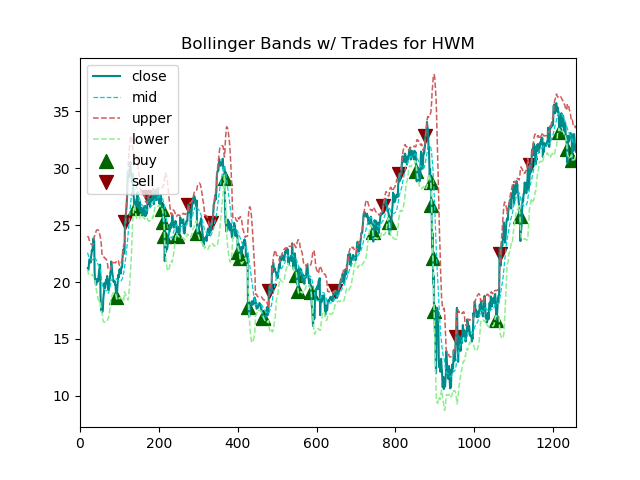 Bollinger Bands w/ Trades for HWM
close
mid
upper
lower
buy
sell
35
30
25
20
15
10
0 200 400 600 800 1000 1200